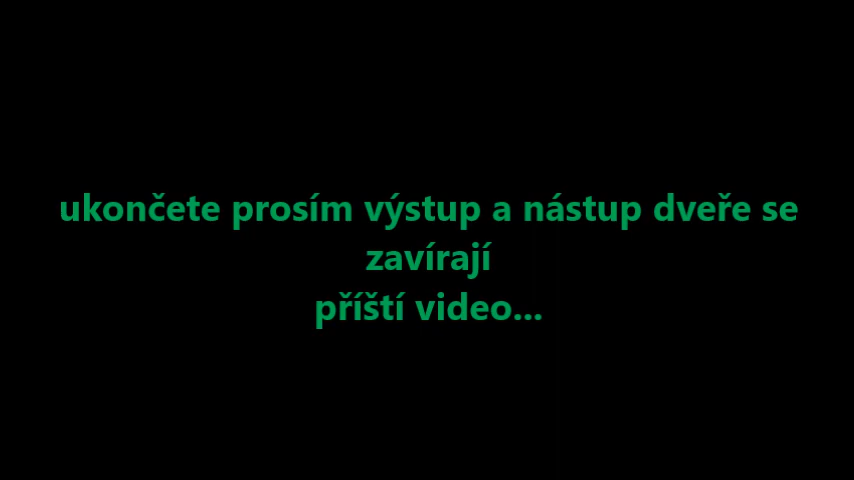 ukončete prosím výstup a nástup dveře se
zavírají
příští video...